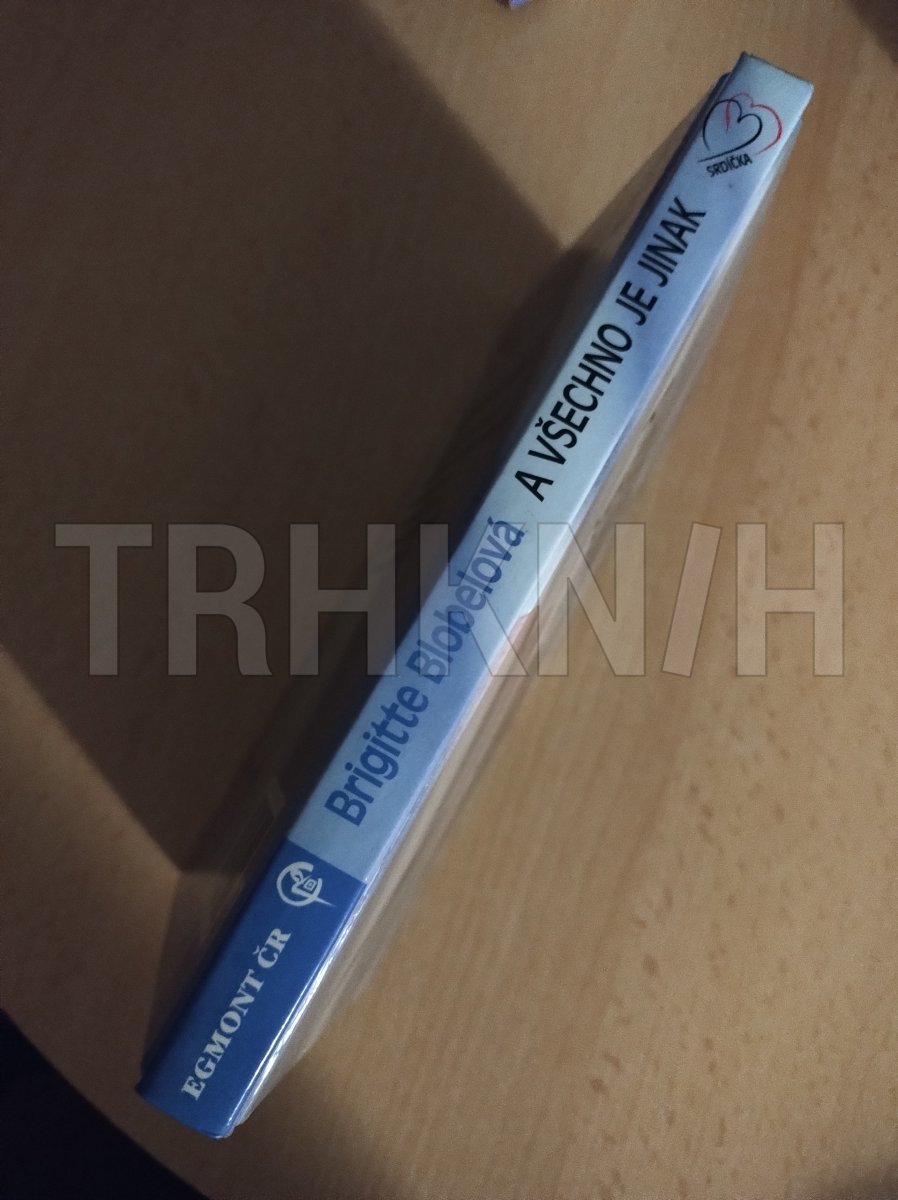 SRDÍČKA
Brigitte Blobelová A VŠECHNO JE JINAK
EGMONT ČR
TRHKNIH